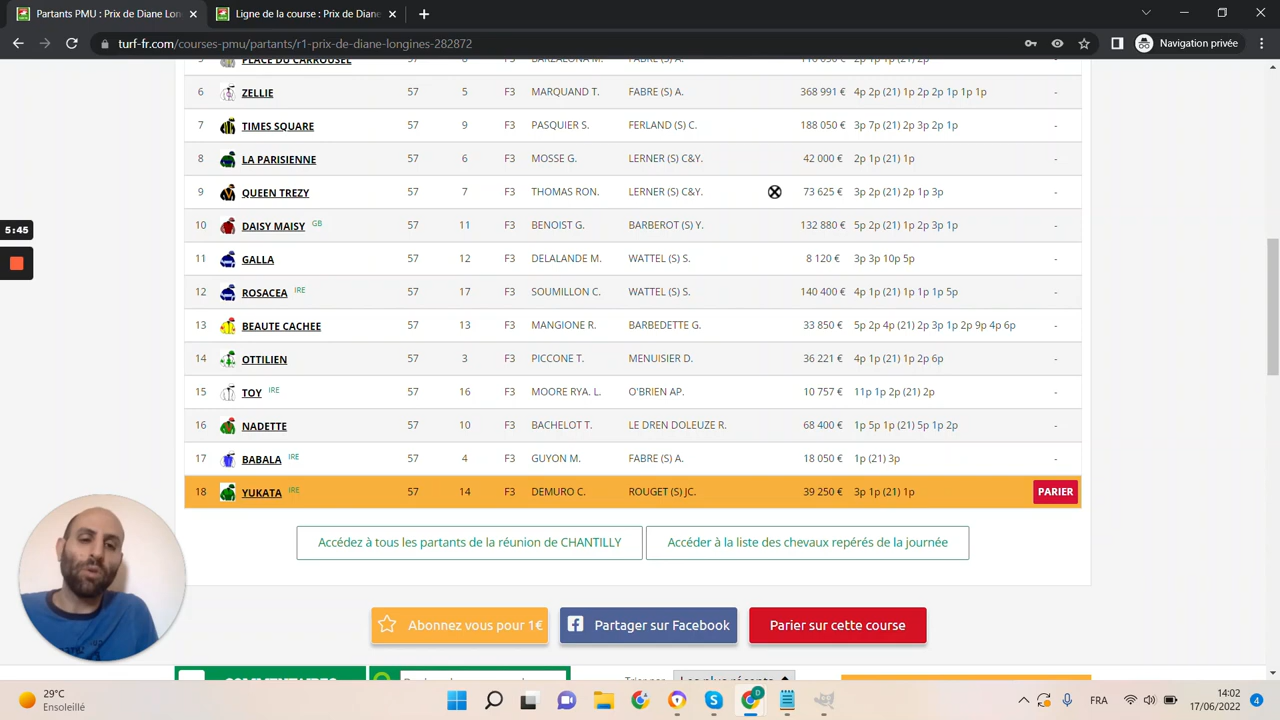 Partants PMU : Prix de Diane Lon
Ligne de la course : Prix de Dian
turf-fr.com/courses-pmu/partants/r1-prix-de-diane-longines-282872
Navigation privée
PLACE DU CARROUSEL 57
6 ZELLIE 57 5 F3 MARQUAND T. FABRE (S) A. 368 991 € 4p 2p (21) 1p 2p 2p 1p 1p 1p -
7 TIMES SQUARE 57 9 F3 PASQUIER S. FERLAND (S) C. 188 050 € 3p 7p (21) 2p 3p 2p 1p -
8 LA PARISIENNE 57 6 F3 MOSSE G. LERNER (S) C&Y. 42 000 € 2p 1p (21) 1p -
9 QUEEN TREZY 57 7 F3 THOMAS RON. LERNER (S) C&Y. 73 625 € 3p 2p (21) 2p 1p 3p -
10 DAISY MAISY GB 57 11 F3 BENOIST G. BARBEROT (S) Y. 132 880 € 5p 2p (21) 1p 2p 3p 1p -
11 GALLA 57 12 F3 DELALANDE M. WATTEL (S) S. 8 120 € 3p 3p 10p 5p -
12 ROSACEA IRE 57 17 F3 SOUMILLON C. WATTEL (S) S. 140 400 € 4p 1p (21) 1p 1p 1p 5p -
13 BEAUTE CACHEE 57 13 F3 MANGIONE R. BARBEDETTE G. 33 850 € 5p 2p 4p (21) 2p 3p 1p 2p 9p 4p 6p -
14 OTTILIEN 57 3 F3 PICCONE T. MENUISIER D. 36 221 € 4p 1p (21) 1p 2p 6p -
15 TOY IRE 57 16 F3 MOORE RYA. L. O'BRIEN AP. 10 757 € 11p 1p 2p (21) 2p -
16 NADETTE 57 10 F3 BACHELOT T. LE DREN DOLEUZE R. 68 400 € 1p 5p 1p (21) 5p 1p 2p -
17 BABALA IRE 57 4 F3 GUYON M. FABRE (S) A. 18 050 € 1p (21) 3p -
18 YUKATA IRE 57 14 F3 DEMURO C. ROUGET (S) JC. 39 250 € 3p 1p (21) 1p PARIER
5:45
Accédez à tous les partants de la réunion de CHANTILLY
Accéder à la liste des chevaux repérés de la journée
Abonnez vous pour 1€
Partager sur Facebook
Parier sur cette course
29°C
Ensoleillé
FRA
14:02
17/06/2022
4